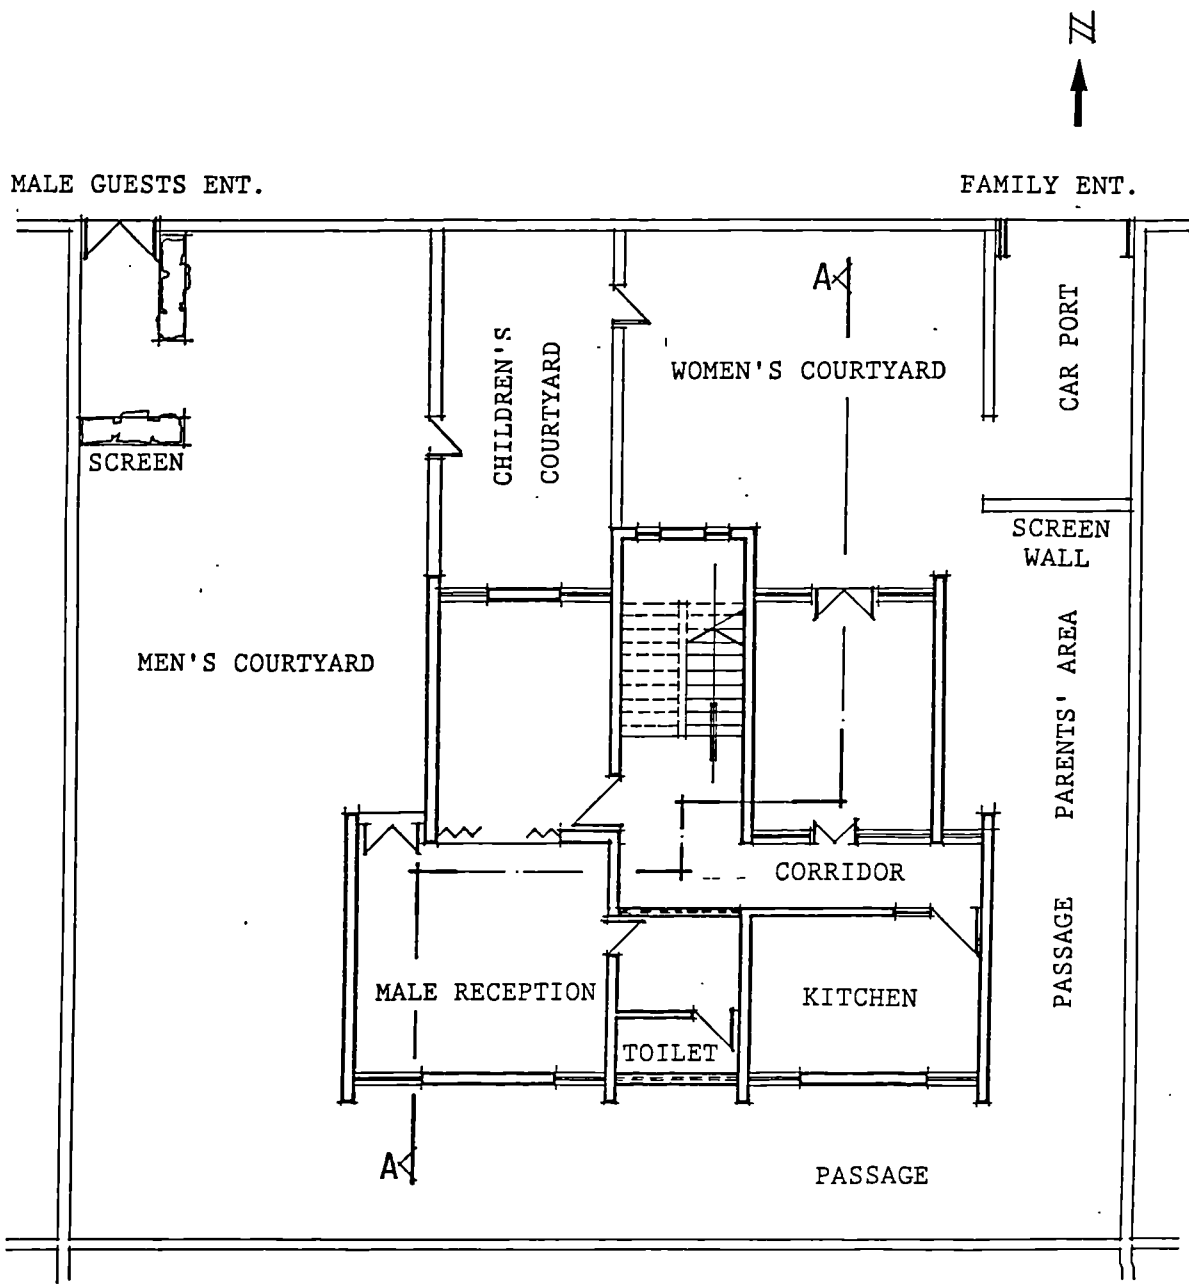 N
MALE GUESTS ENT.
FAMILY ENT.
A
CAR PORT
CHILDREN'S
COURTYARD
WOMEN'S COURTYARD
SCREEN
SCREEN
WALL
MEN'S COURTYARD
PASSAGE PARENTS' AREA
CORRIDOR
MALE RECEPTION
KITCHEN
TOILET
A
PASSAGE